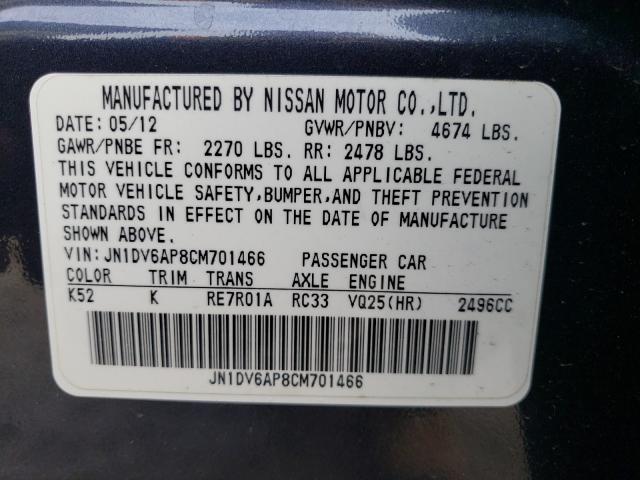 MANUFACTURED BY NISSAN MOTOR CO.,LTD.
DATE: 05/12 GVWR/PNBV: 4674 LBS.
GAWR/PNBE FR: 2270 LBS. RR: 2478 LBS.
THIS VEHICLE CONFORMS TO ALL APPLICABLE FEDERAL
MOTOR VEHICLE SAFETY,BUMPER,AND THEFT PREVENTION
STANDARDS IN EFFECT ON THE DATE OF MANUFACTURE
SHOWN ABOVE.
VIN: JN1DV6AP8CM701466 PASSENGER CAR
COLOR TRIM TRANS AXLE ENGINE
K52 K RE7R01A RC33 VQ25(HR) 2496CC
JN1DV6AP8CM701466